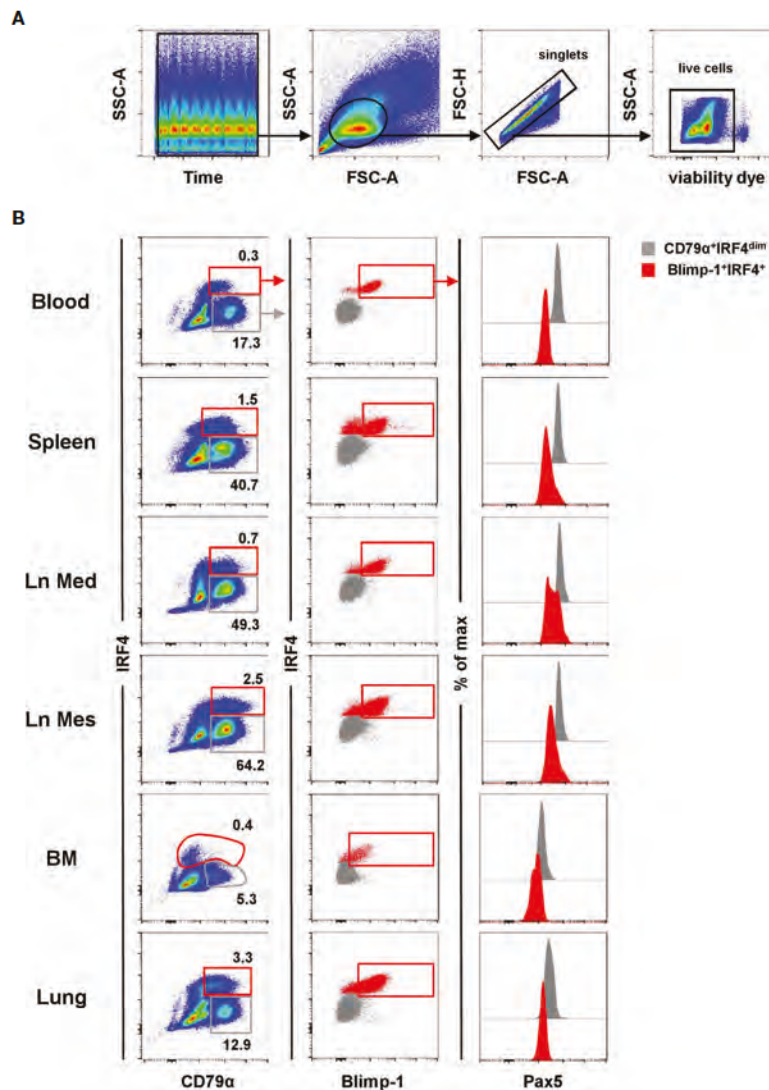 A
SSC-A
Time
SSC-A
FSC-A
FSC-H
singlets
FSC-A
SSC-A
live cells
viability dye
B
CD79α⁺IRF4ᵈⁱᵐ
Blimp-1⁺IRF4⁺
Blood
0.3
17.3
Spleen
1.5
40.7
Ln Med
0.7
49.3
Ln Mes
2.5
64.2
BM
0.4
5.3
Lung
3.3
12.9
IRF4
IRF4
% of max
CD79α
Blimp-1
Pax5